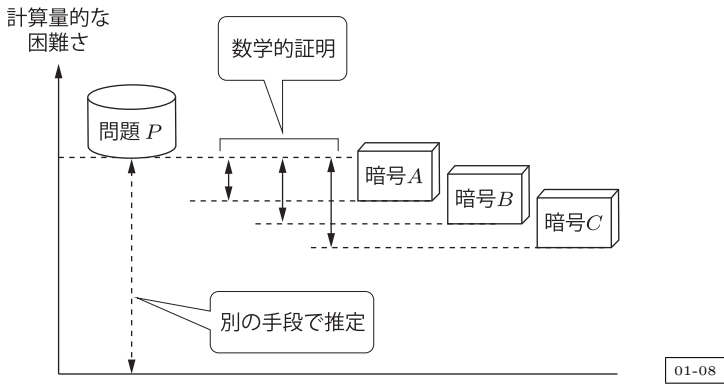 計算量的な
困難さ
数学的証明
問題 P
暗号A
暗号B
暗号C
別の手段で推定
01-08